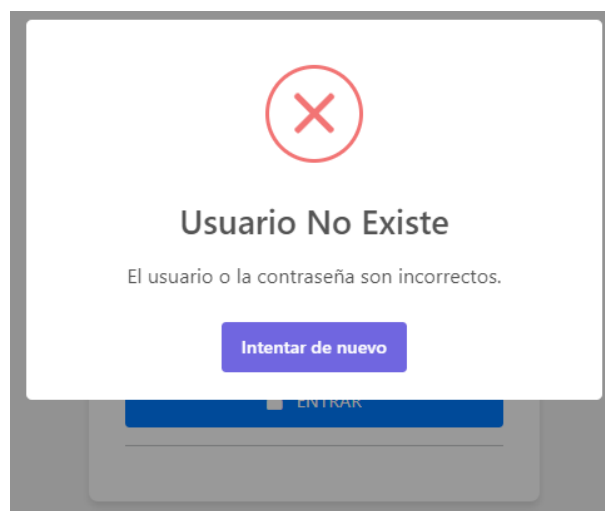 Usuario No Existe
El usuario o la contraseña son incorrectos.
Intentar de nuevo
ENTRAR